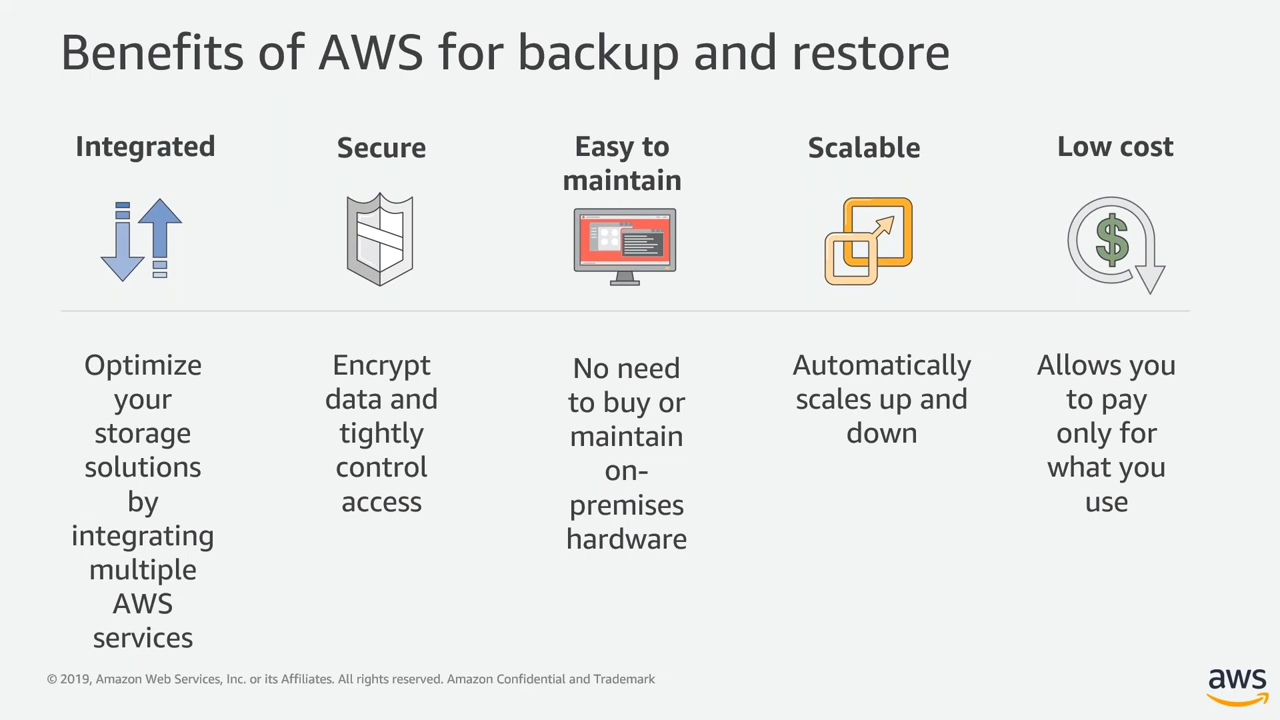 Benefits of AWS for backup and restore
Integrated
Secure
Easy to
maintain
Scalable
Low cost
$
Optimize
your
storage
solutions
by
integrating
multiple
AWS
services
Encrypt
data and
tightly
control
access
No need
to buy or
maintain
on-
premises
hardware
Automatically
scales up and
down
Allows you
to pay
only for
what you
use
© 2019, Amazon Web Services, Inc. or its Affiliates. All rights reserved. Amazon Confidential and Trademark
aws